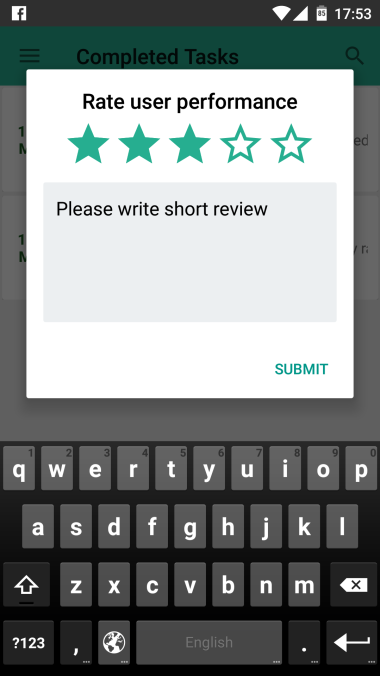 85 17:53
Completed Tasks
Rate user performance
Please write short review
SUBMIT
1 2 3 4 5 6 7 8 9 0
q w e r t y u i o p
a s d f g h j k l
z x c v b n m
?123 , English .